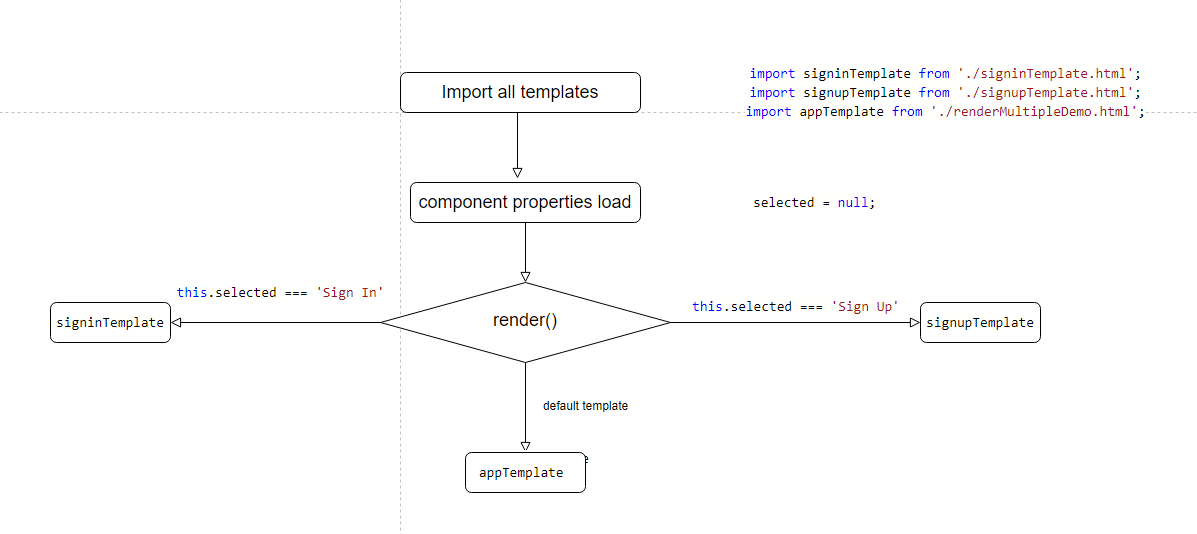 Import all templates
import signinTemplate from './signinTemplate.html';
import signupTemplate from './signupTemplate.html';
import appTemplate from './renderMultipleDemo.html';
component properties load
selected = null;
this.selected === 'Sign In'
this.selected === 'Sign Up'
signinTemplate
render()
signupTemplate
default template
appTemplate